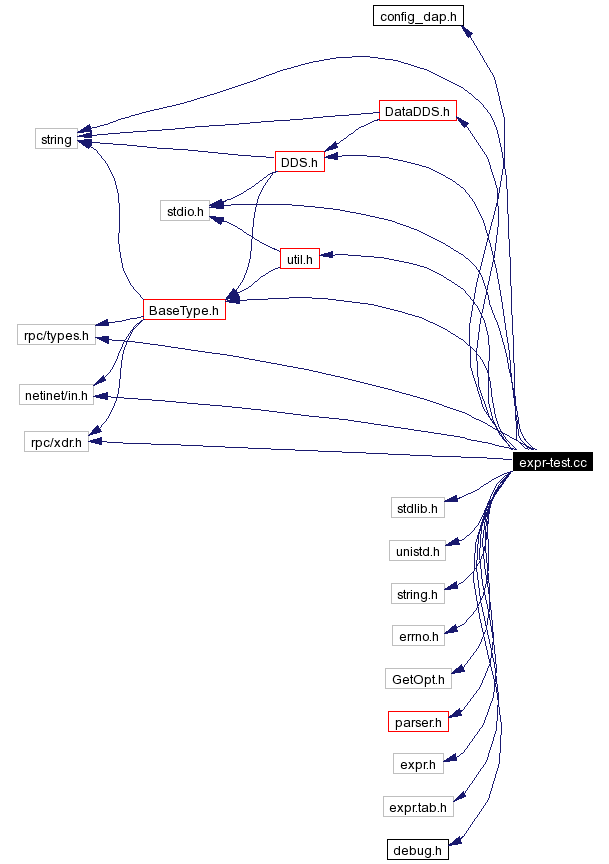 config_dap.h
DataDDS.h
string
DDS.h
stdio.h
util.h
BaseType.h
rpc/types.h
netinet/in.h
rpc/xdr.h
expr-test.cc
stdlib.h
unistd.h
string.h
errno.h
GetOpt.h
parser.h
expr.h
expr.tab.h
debug.h